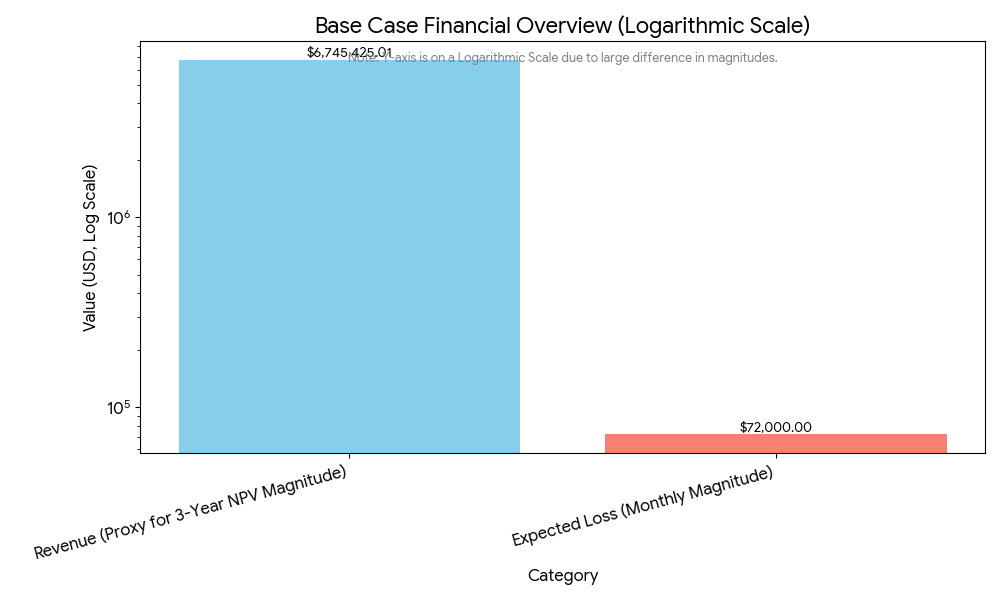 Base Case Financial Overview (Logarithmic Scale)
$6,745,425.01
Note: Y-axis is on a Logarithmic Scale due to large difference in magnitudes.
Value (USD, Log Scale)
10⁶
10⁵
$72,000.00
Revenue (Proxy for 3-Year NPV Magnitude)
Expected Loss (Monthly Magnitude)
Category